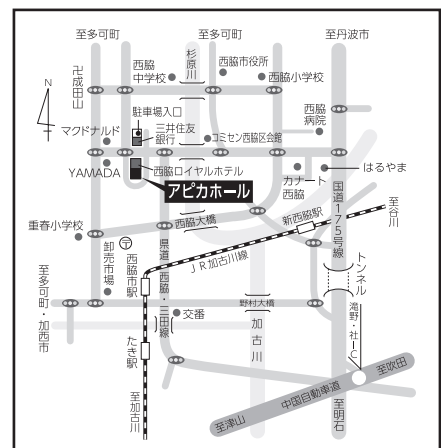 至多可町
至多可町
至丹波市
杉原川
西脇市役所
西脇
中学校
西脇小学校
卍成田山
N
駐車場入口
三井住友
銀行
西脇
病院
マクドナルド
コミセン西脇区会館
YAMADA
西脇ロイヤルホテル
カナート
西脇
はるやま
アピカホール
国道175号線
至谷川
重春小学校
西脇大橋
新西脇駅
〒
卸売市場
西脇市駅
県道 西脇・三田線
JR加古川線
トンネル
至多可町・加西市
野村大橋
滝野・社IC
交番
加古川
たき駅
至吹田
中国自動車道
至津山
至加古川
至明石